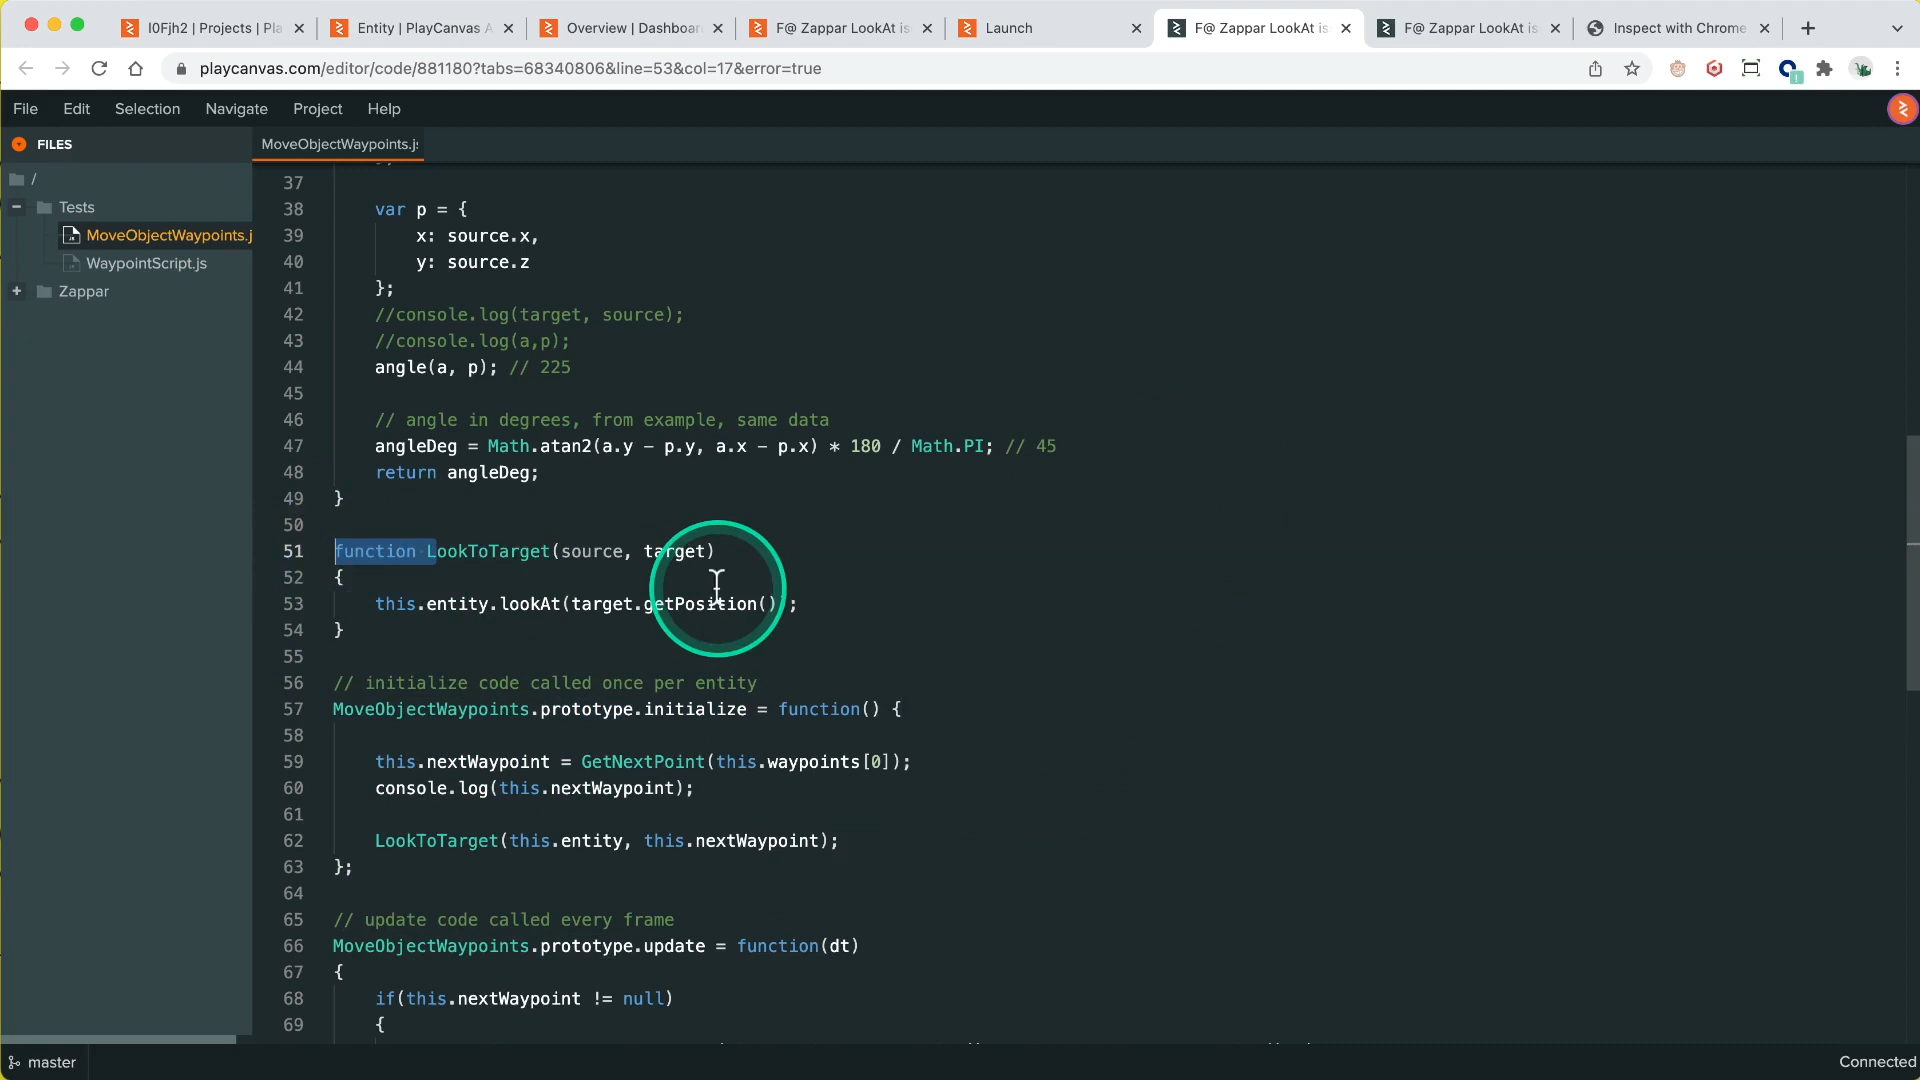 I0Fjh2 | Projects | Pla
Entity | PlayCanvas A
Overview | Dashboar
F@ Zappar LookAt is
Launch
F@ Zappar LookAt is
F@ Zappar LookAt is
Inspect with Chrome
playcanvas.com/editor/code/881180?tabs=68340806&line=53&col=17&error=true
File Edit Selection Navigate Project Help
FILES
MoveObjectWaypoints.js
/
Tests
MoveObjectWaypoints.j
WaypointScript.js
Zappar
37
38 var p = {
39 x: source.x,
40 y: source.z
41 };
42 //console.log(target, source);
43 //console.log(a,p);
44 angle(a, p); // 225
45
46 // angle in degrees, from example, same data
47 angleDeg = Math.atan2(a.y - p.y, a.x - p.x) * 180 / Math.PI; // 45
48 return angleDeg;
49 }
50
51 function LookToTarget(source, target)
52 {
53 this.entity.lookAt(target.getPosition());
54 }
55
56 // initialize code called once per entity
57 MoveObjectWaypoints.prototype.initialize = function() {
58
59 this.nextWaypoint = GetNextPoint(this.waypoints[0]);
60 console.log(this.nextWaypoint);
61
62 LookToTarget(this.entity, this.nextWaypoint);
63 };
64
65 // update code called every frame
66 MoveObjectWaypoints.prototype.update = function(dt)
67 {
68 if(this.nextWaypoint != null)
69 {
master
Connected